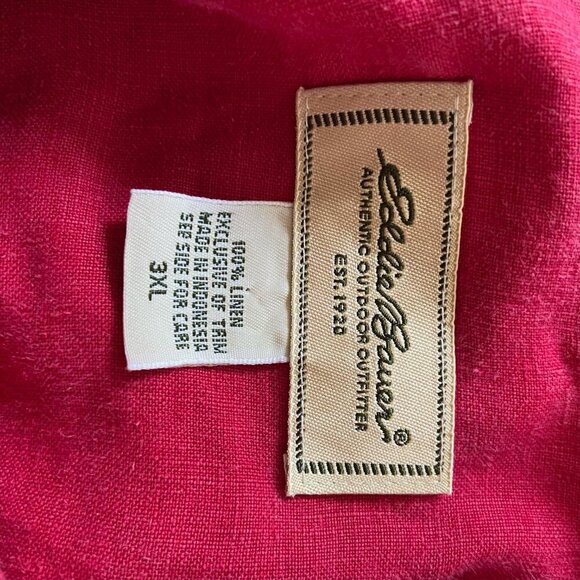 Eddie Bauer®
AUTHENTIC OUTDOOR OUTFITTER
EST. 1920
100% LINEN
EXCLUSIVE OF TRIM
MADE IN INDONESIA
SEE SIDE FOR CARE
3XL